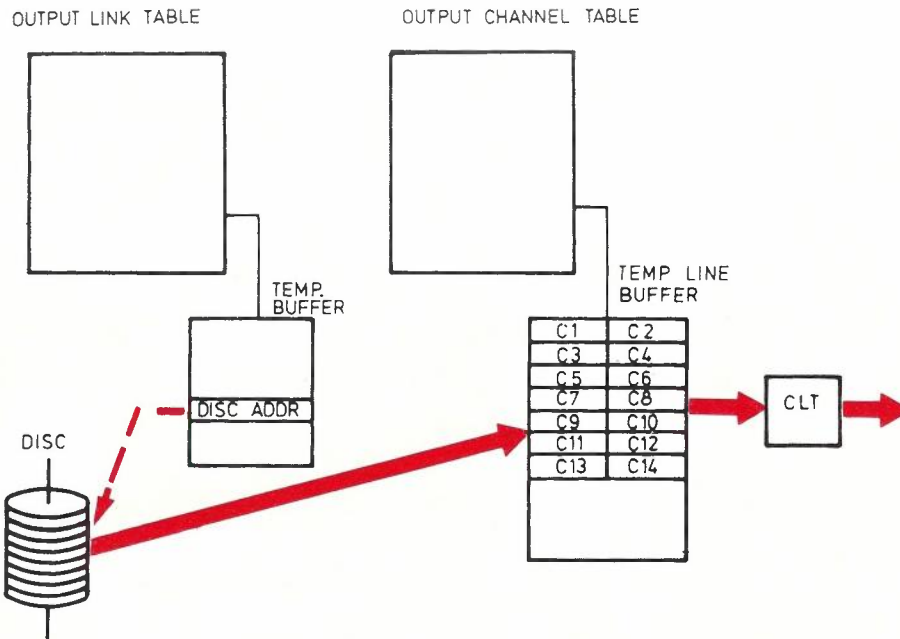 OUTPUT LINK TABLE
OUTPUT CHANNEL TABLE
TEMP.
BUFFER
TEMP LINE
BUFFER
C1 C2
C3 C4
C5 C6
C7 C8
C9 C10
C11 C12
C13 C14
DISC ADDR
CLT
DISC